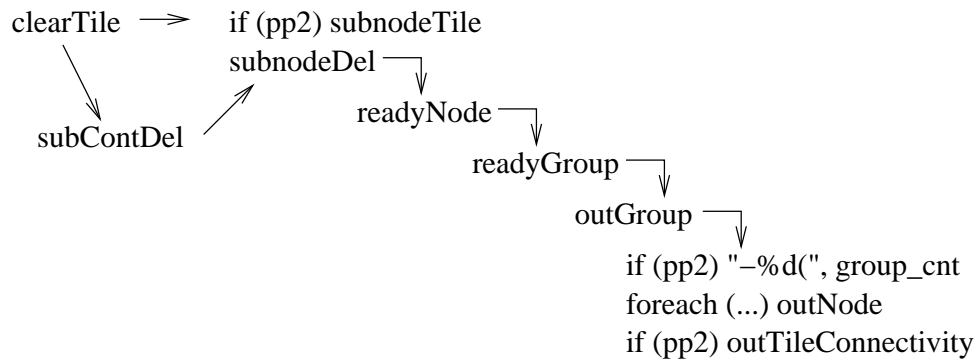 clearTile if (pp2) subnodeTile
subnodeDel
readyNode
subContDel
readyGroup
outGroup
if (pp2) "−%d(", group_cnt
foreach (...) outNode
if (pp2) outTileConnectivity